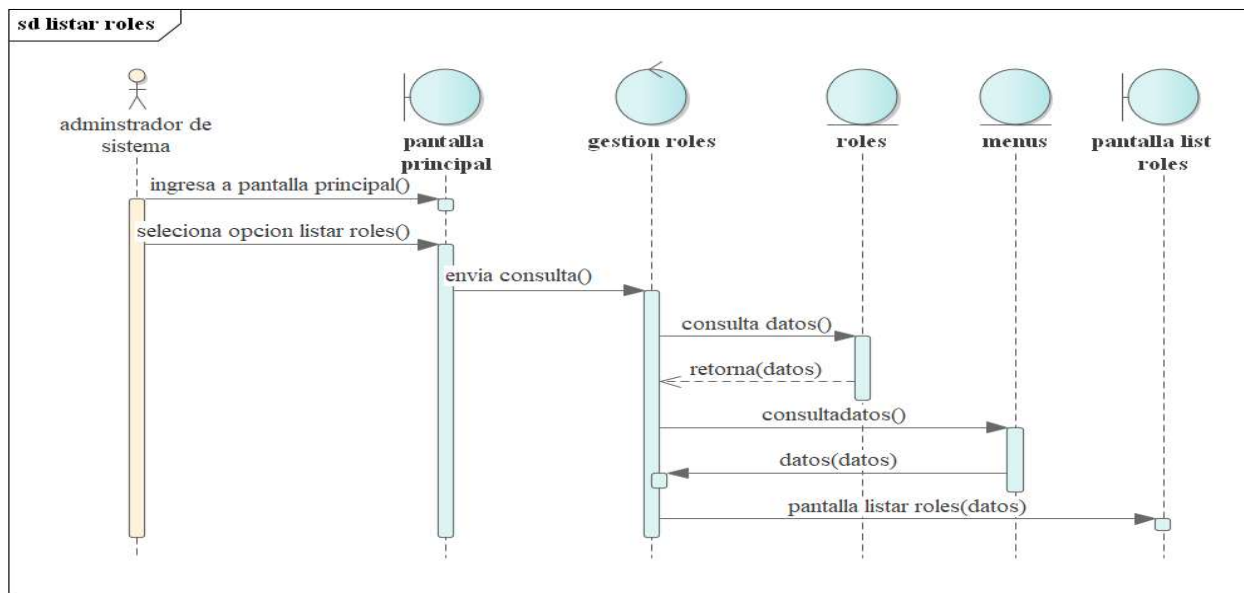 sd listar roles
adminstrador de
sistema
pantalla
principal
gestion roles
roles
menus
pantalla list
roles
ingresa a pantalla principal()
seleciona opcion listar roles()
envia consulta()
consulta datos()
retorna(datos)
consultadatos()
datos(datos)
pantalla listar roles(datos)